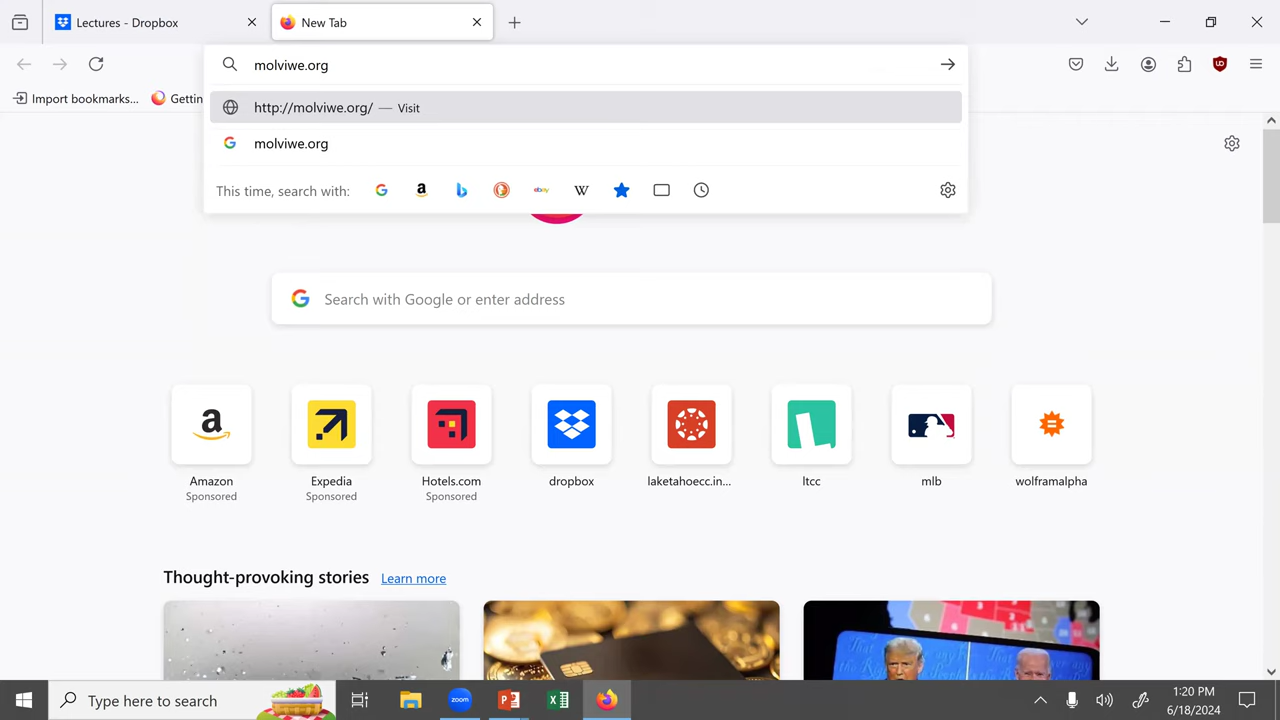 Lectures - Dropbox
New Tab
molviwe.org
Import bookmarks...
Gettin
http://molviwe.org/ — Visit
molviwe.org
This time, search with:
Search with Google or enter address
Amazon
Sponsored
Expedia
Sponsored
Hotels.com
Sponsored
dropbox
laketahoecc.in...
ltcc
mlb
wolframalpha
Thought-provoking stories Learn more
Type here to search
zoom
1:20 PM
6/18/2024